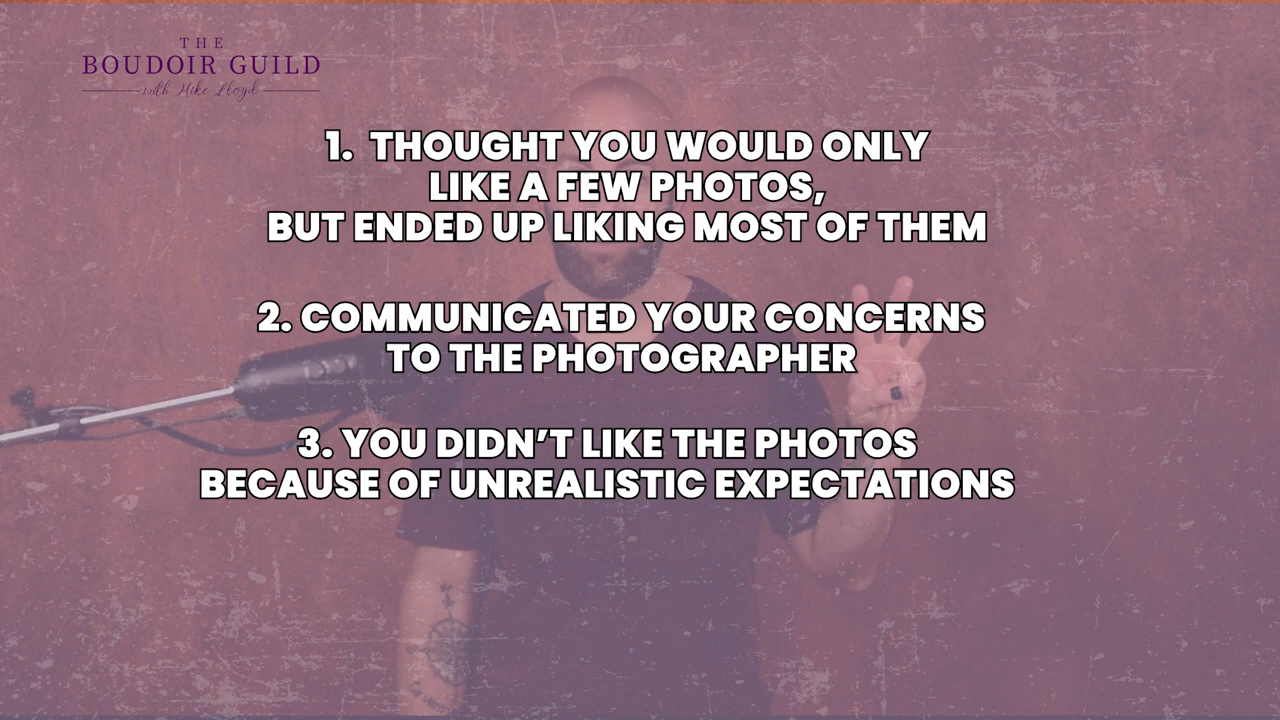 THE
BOUDOIR GUILD
with Mike Lloyd
1. THOUGHT YOU WOULD ONLY
LIKE A FEW PHOTOS,
BUT ENDED UP LIKING MOST OF THEM
2. COMMUNICATED YOUR CONCERNS
TO THE PHOTOGRAPHER
3. YOU DIDN’T LIKE THE PHOTOS
BECAUSE OF UNREALISTIC EXPECTATIONS